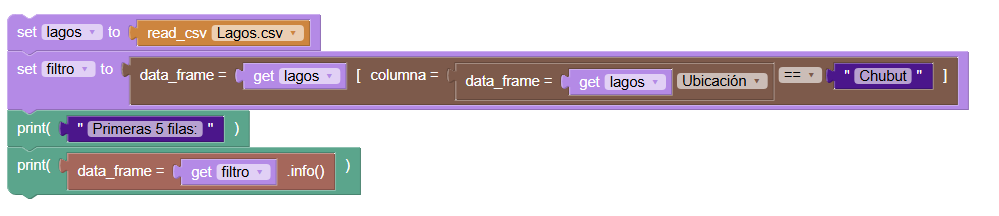 set lagos to read_csv Lagos.csv
set filtro to data_frame = get lagos [ columna = data_frame = get lagos Ubicación == " Chubut " ]
print( " Primeras 5 filas: " )
print( data_frame = get filtro .info() )